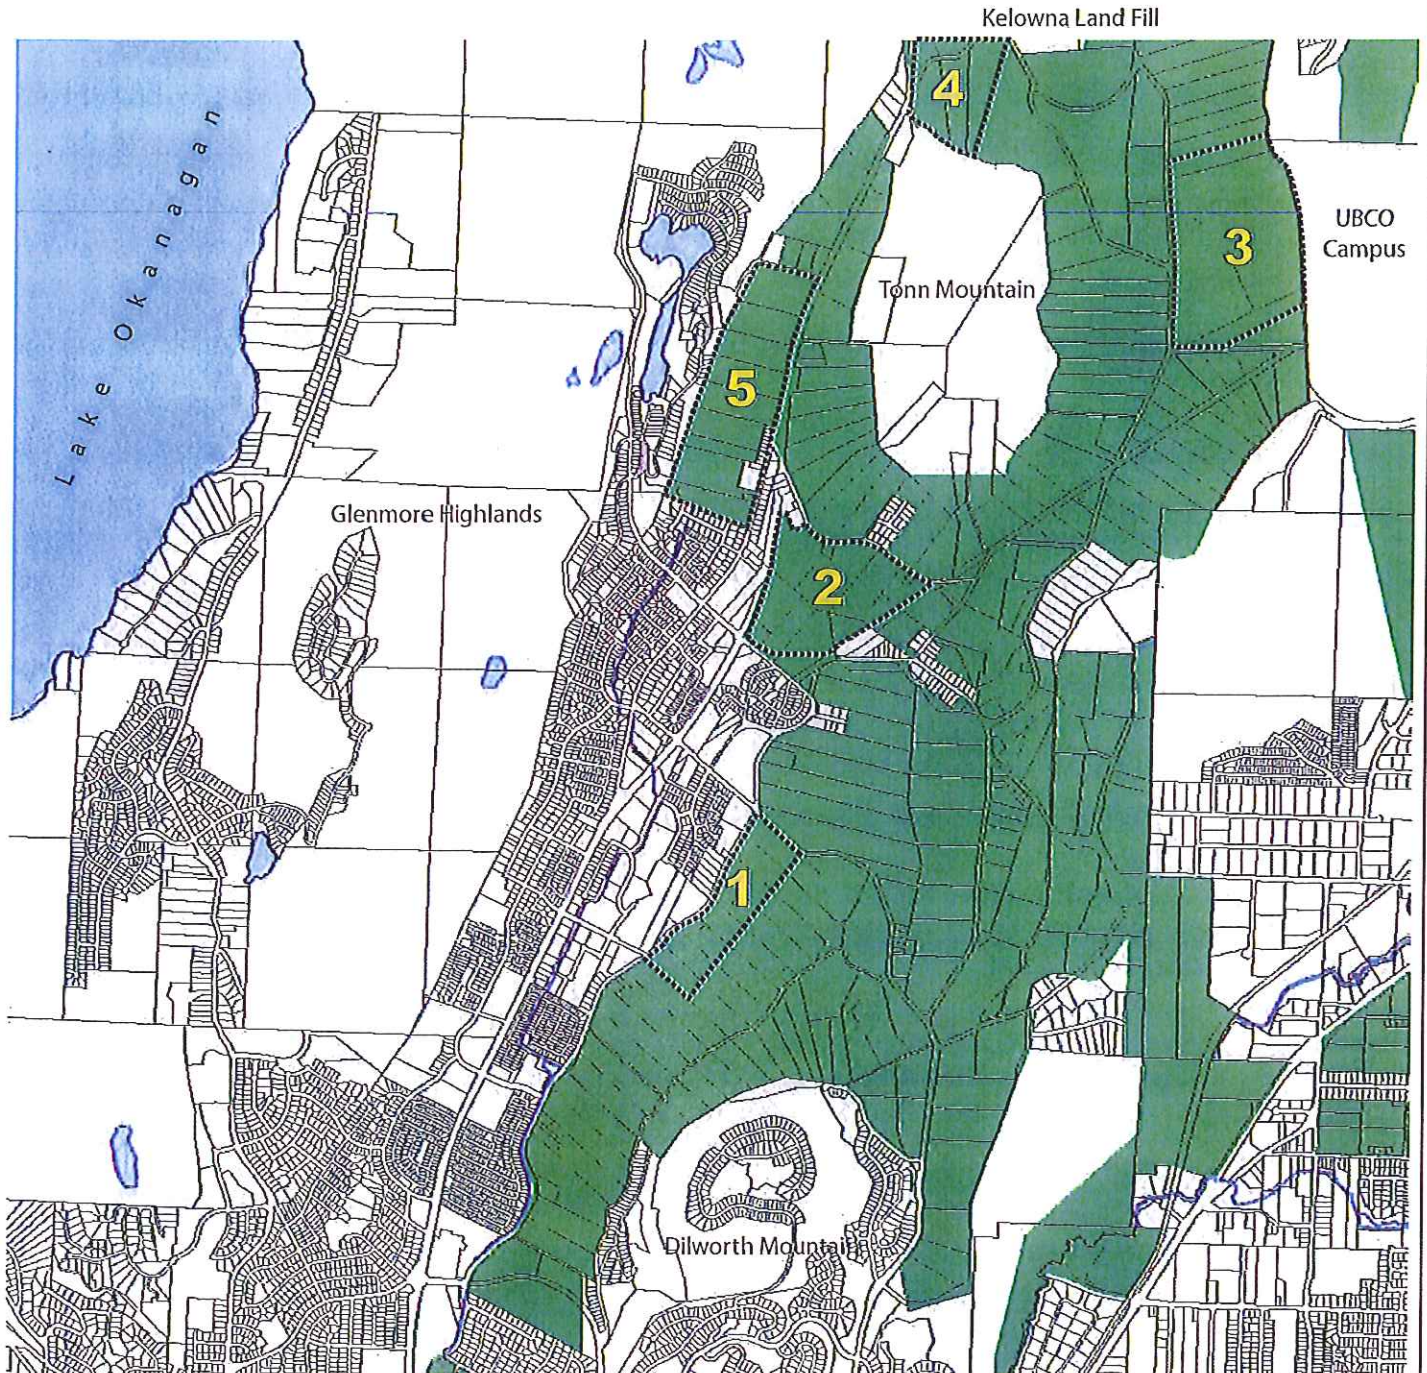 Kelowna Land Fill
4
Lake Okanagan
3
UBCO
Campus
Tonn Mountain
5
Glenmore Highlands
2
1
Dilworth Mountain